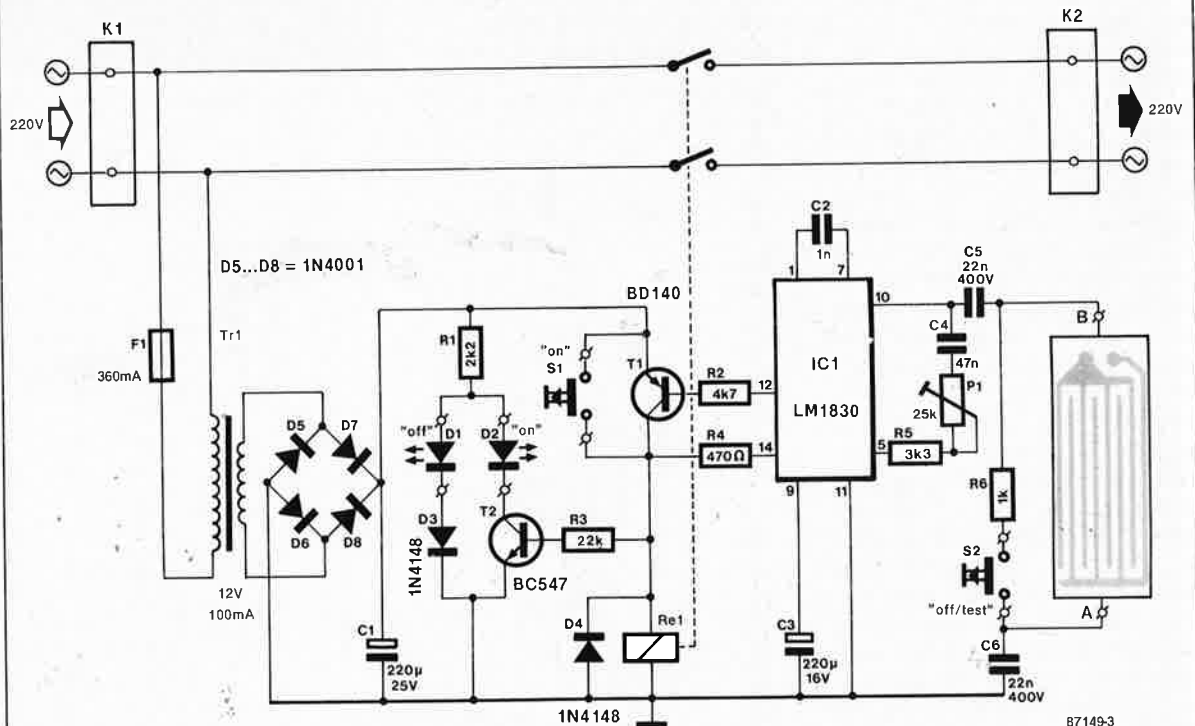 K1
K2
220V
220V
D5...D8 = 1N4001
F1
360mA
Tr1
12V
100mA
D5
D7
D6
D8
C1
220µ
25V
R1
2k2
"off"
D1
D2
"on"
D3
1N4148
T2
BC547
R3
22k
"on"
S1
BD140
T1
R2
4k7
R4
470Ω
D4
1N4148
Re1
C2
1n
1
7
10
12
14
5
9
11
IC1
LM1830
C3
220µ
16V
C5
22n
400V
C4
47n
P1
25k
R5
3k3
R6
1k
S2
"off/test"
C6
22n
400V
B
A
87149-3